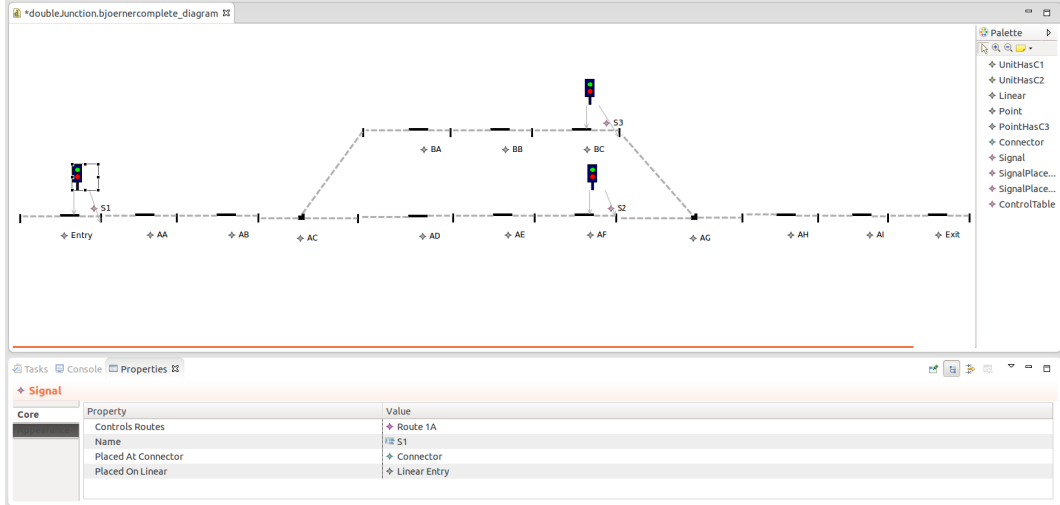 *doubleJunction.bjoernercomplete_diagram
Palette
UnitHasC1
UnitHasC2
Linear
Point
PointHasC3
Connector
Signal
SignalPlace...
SignalPlace...
ControlTable
S3
BA BB BC
S1 S2
Entry AA AB AC AD AE AF AG AH AI Exit
Tasks Console Properties
Signal
Core
Property Value
Controls Routes Route 1A
Name S1
Placed At Connector Connector
Placed On Linear Linear Entry